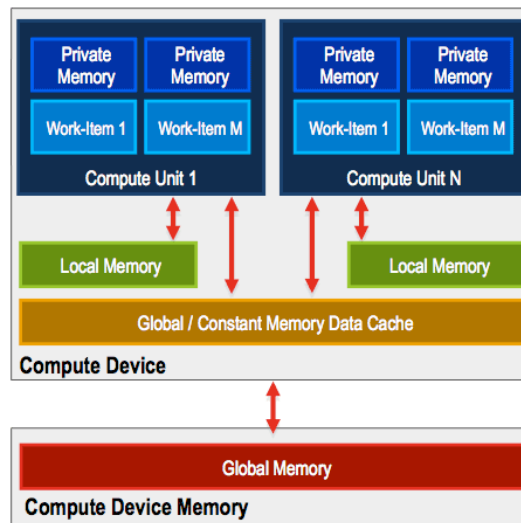 Private Memory
Private Memory
Private Memory
Private Memory
Work-Item 1
Work-Item M
Work-Item 1
Work-Item M
Compute Unit 1
Compute Unit N
Local Memory
Local Memory
Global / Constant Memory Data Cache
Compute Device
Global Memory
Compute Device Memory